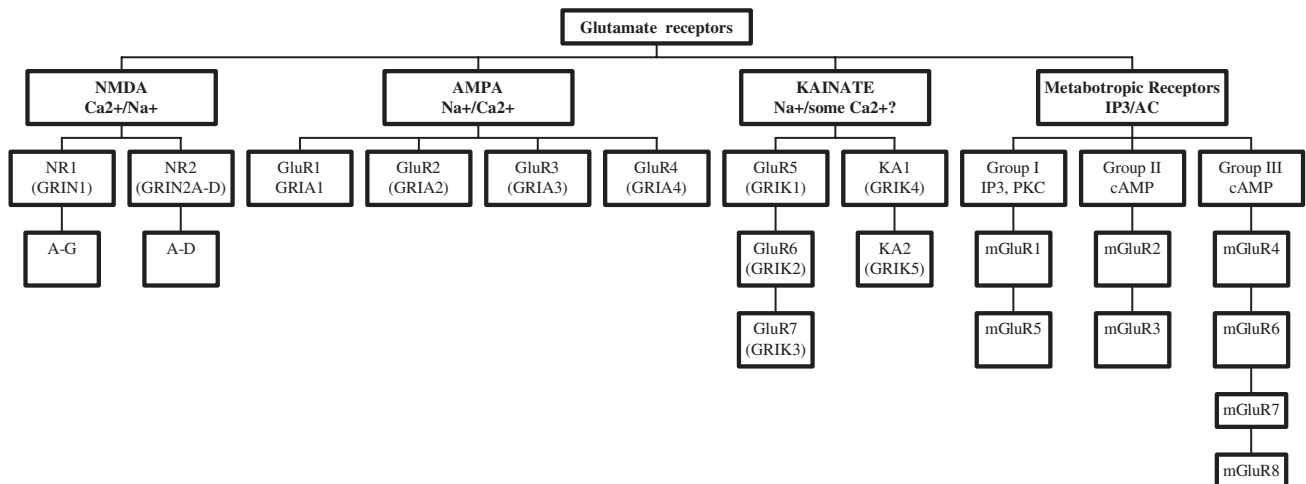 Glutamate receptors
NMDA
Ca2+/Na+
AMPA
Na+/Ca2+
KAINATE
Na+/some Ca2+?
Metabotropic Receptors
IP3/AC
NR1
(GRIN1)
NR2
(GRIN2A-D)
GluR1
GRIA1
GluR2
(GRIA2)
GluR3
(GRIA3)
GluR4
(GRIA4)
GluR5
(GRIK1)
KA1
(GRIK4)
Group I
IP3, PKC
Group II
cAMP
Group III
cAMP
A-G
A-D
GluR6
(GRIK2)
KA2
(GRIK5)
mGluR1
mGluR2
mGluR4
GluR7
(GRIK3)
mGluR5
mGluR3
mGluR6
mGluR7
mGluR8